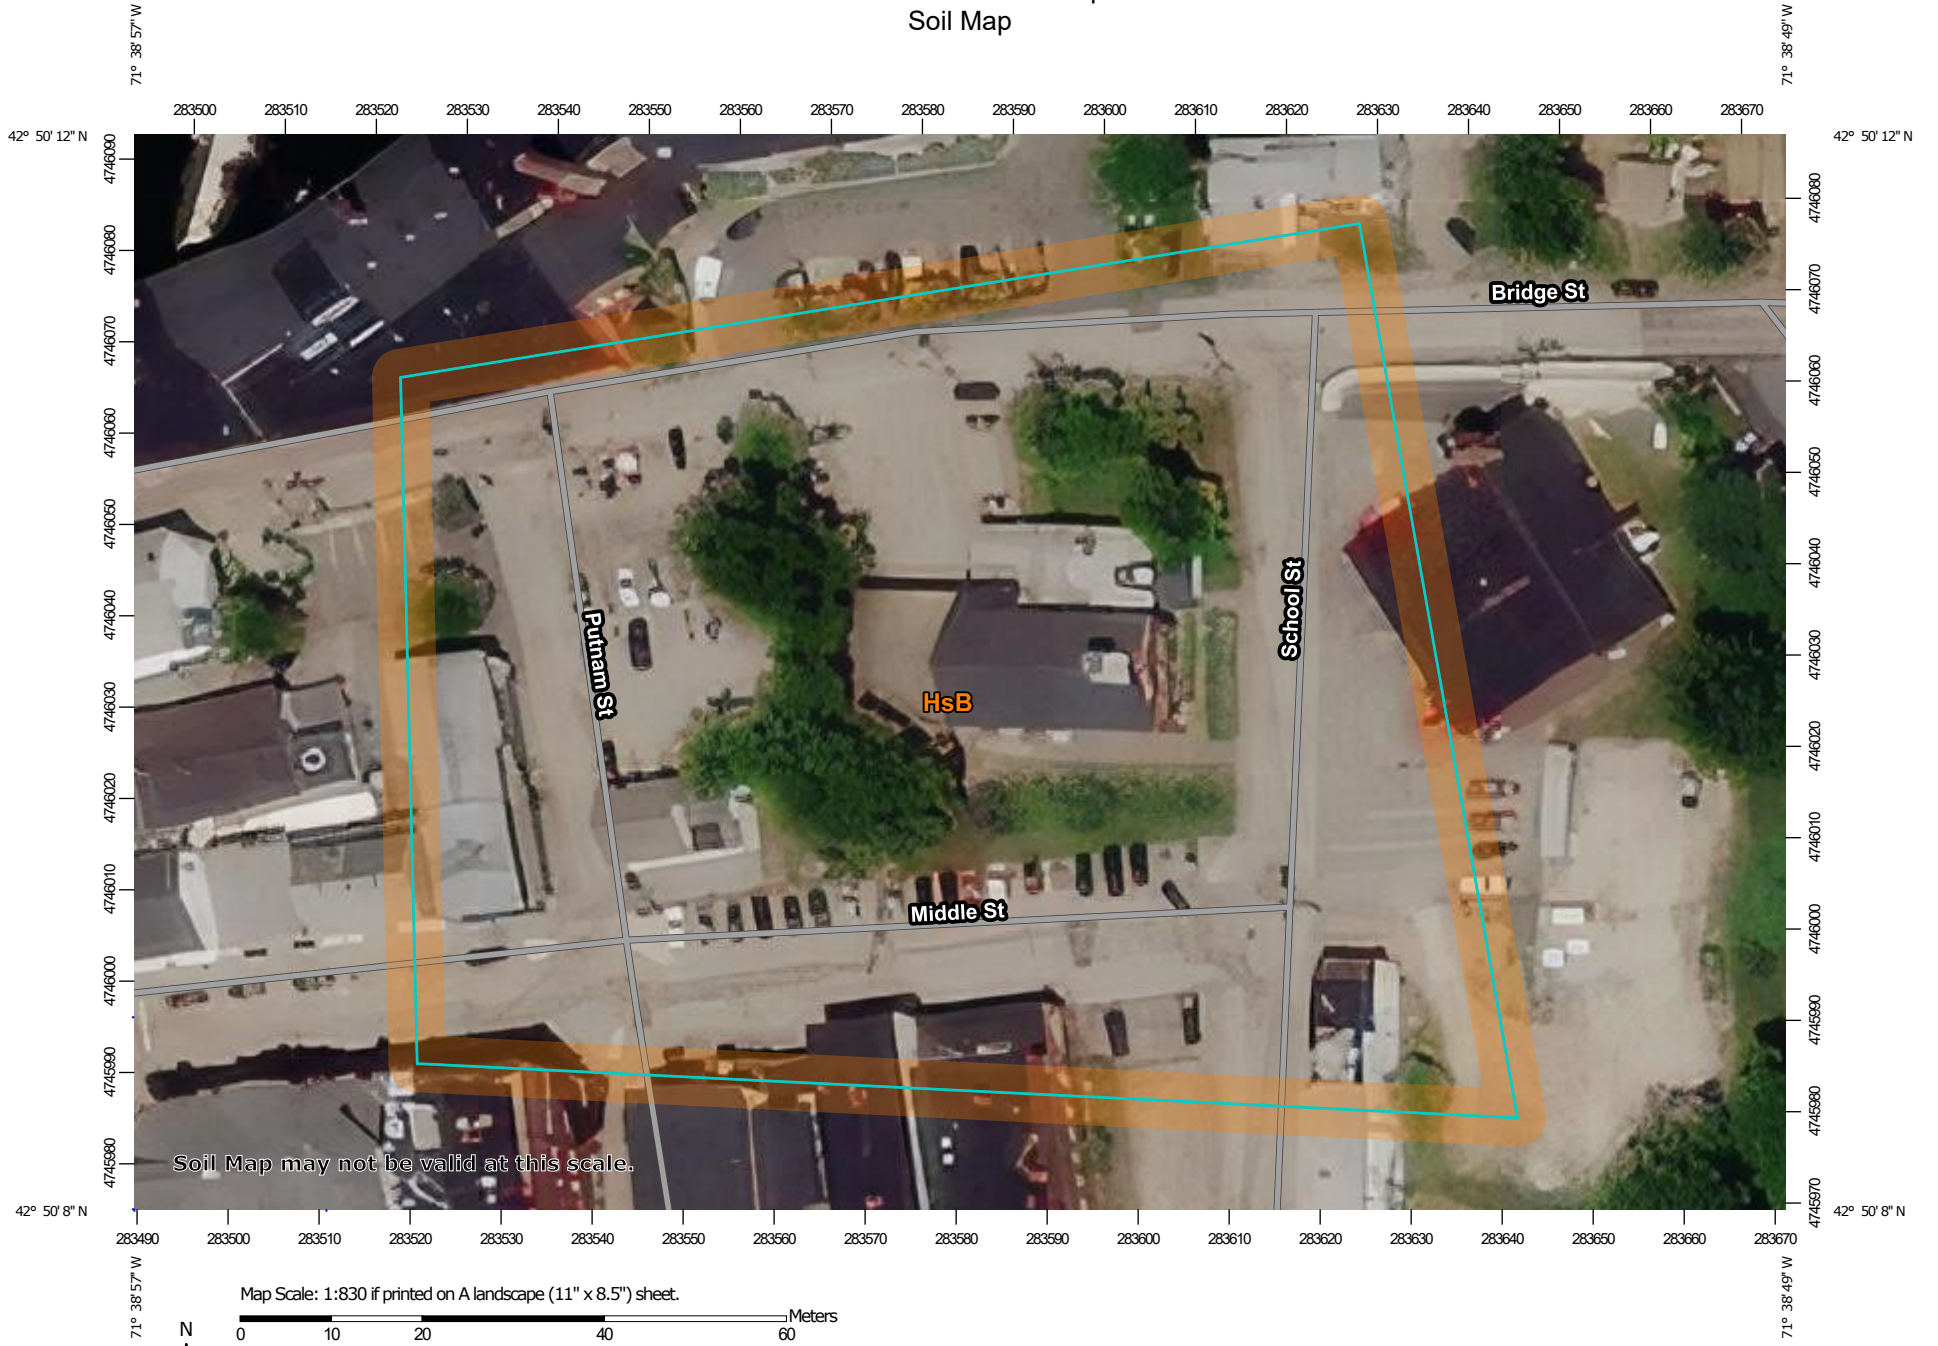 Soil Map
71° 38' 57" W
71° 38' 49" W
283500 283510 283520 283530 283540 283550 283560 283570 283580 283590 283600 283610 283620 283630 283640 283650 283660 283670
42° 50' 12" N
42° 50' 12" N
4746090
4746080
4746070
4746060
4746050
4746040
4746030
4746020
4746010
4746000
4745990
4745980
4746080
4746070
4746060
4746050
4746040
4746030
4746020
4746010
4746000
4745990
4745980
4745970
Bridge St
School St
Putnam St
HsB
Middle St
Soil Map may not be valid at this scale.
42° 50' 8" N
42° 50' 8" N
283490 283500 283510 283520 283530 283540 283550 283560 283570 283580 283590 283600 283610 283620 283630 283640 283650 283660 283670
71° 38' 57" W
71° 38' 49" W
Map Scale: 1:830 if printed on A landscape (11" x 8.5") sheet.
Meters
N
0 10 20 40 60